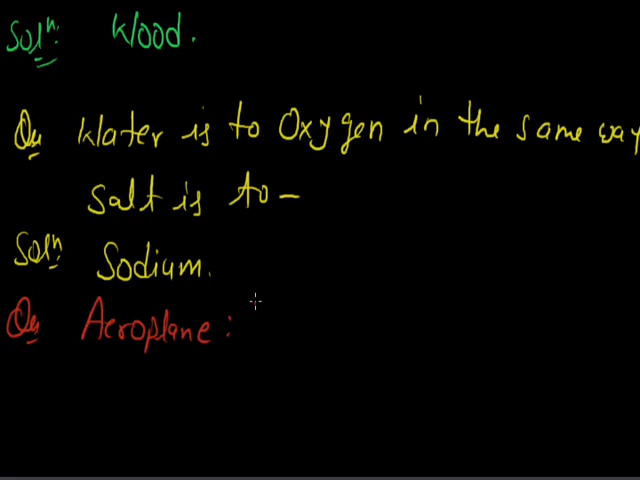 Solⁿ: Wood.
Qu Water is to Oxygen in the same way
Salt is to –
Solⁿ: Sodium.
Qu Aeroplane :